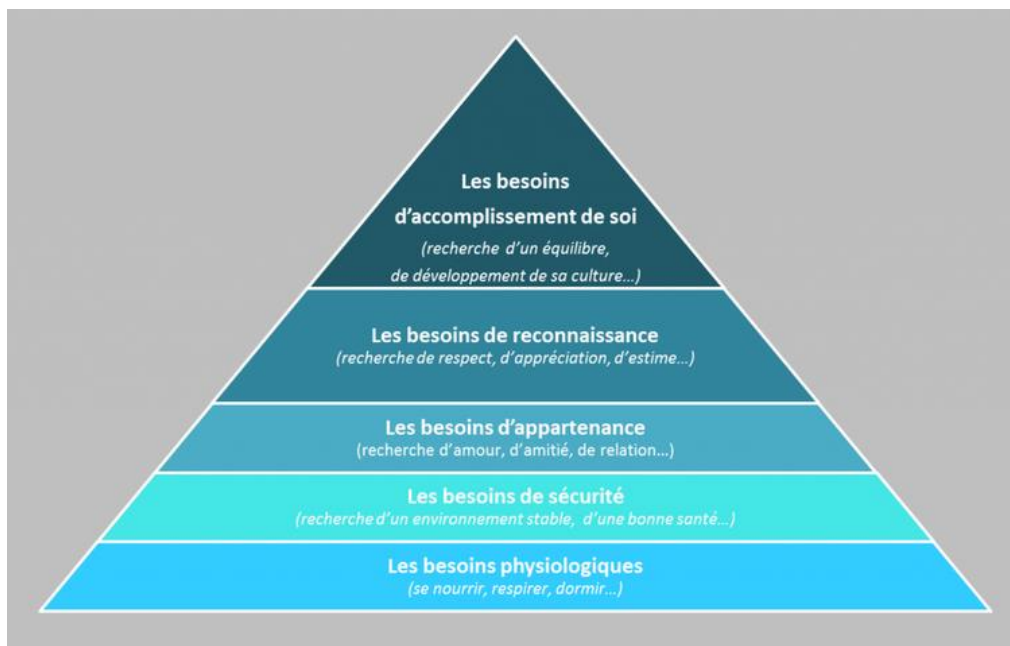 Les besoins
d'accomplissement de soi
(recherche d'un équilibre,
de développement de sa culture…)
Les besoins de reconnaissance
(recherche de respect, d'appréciation, d'estime…)
Les besoins d'appartenance
(recherche d'amour, d'amitié, de relation…)
Les besoins de sécurité
(recherche d'un environnement stable, d'une bonne santé…)
Les besoins physiologiques
(se nourrir, respirer, dormir…)